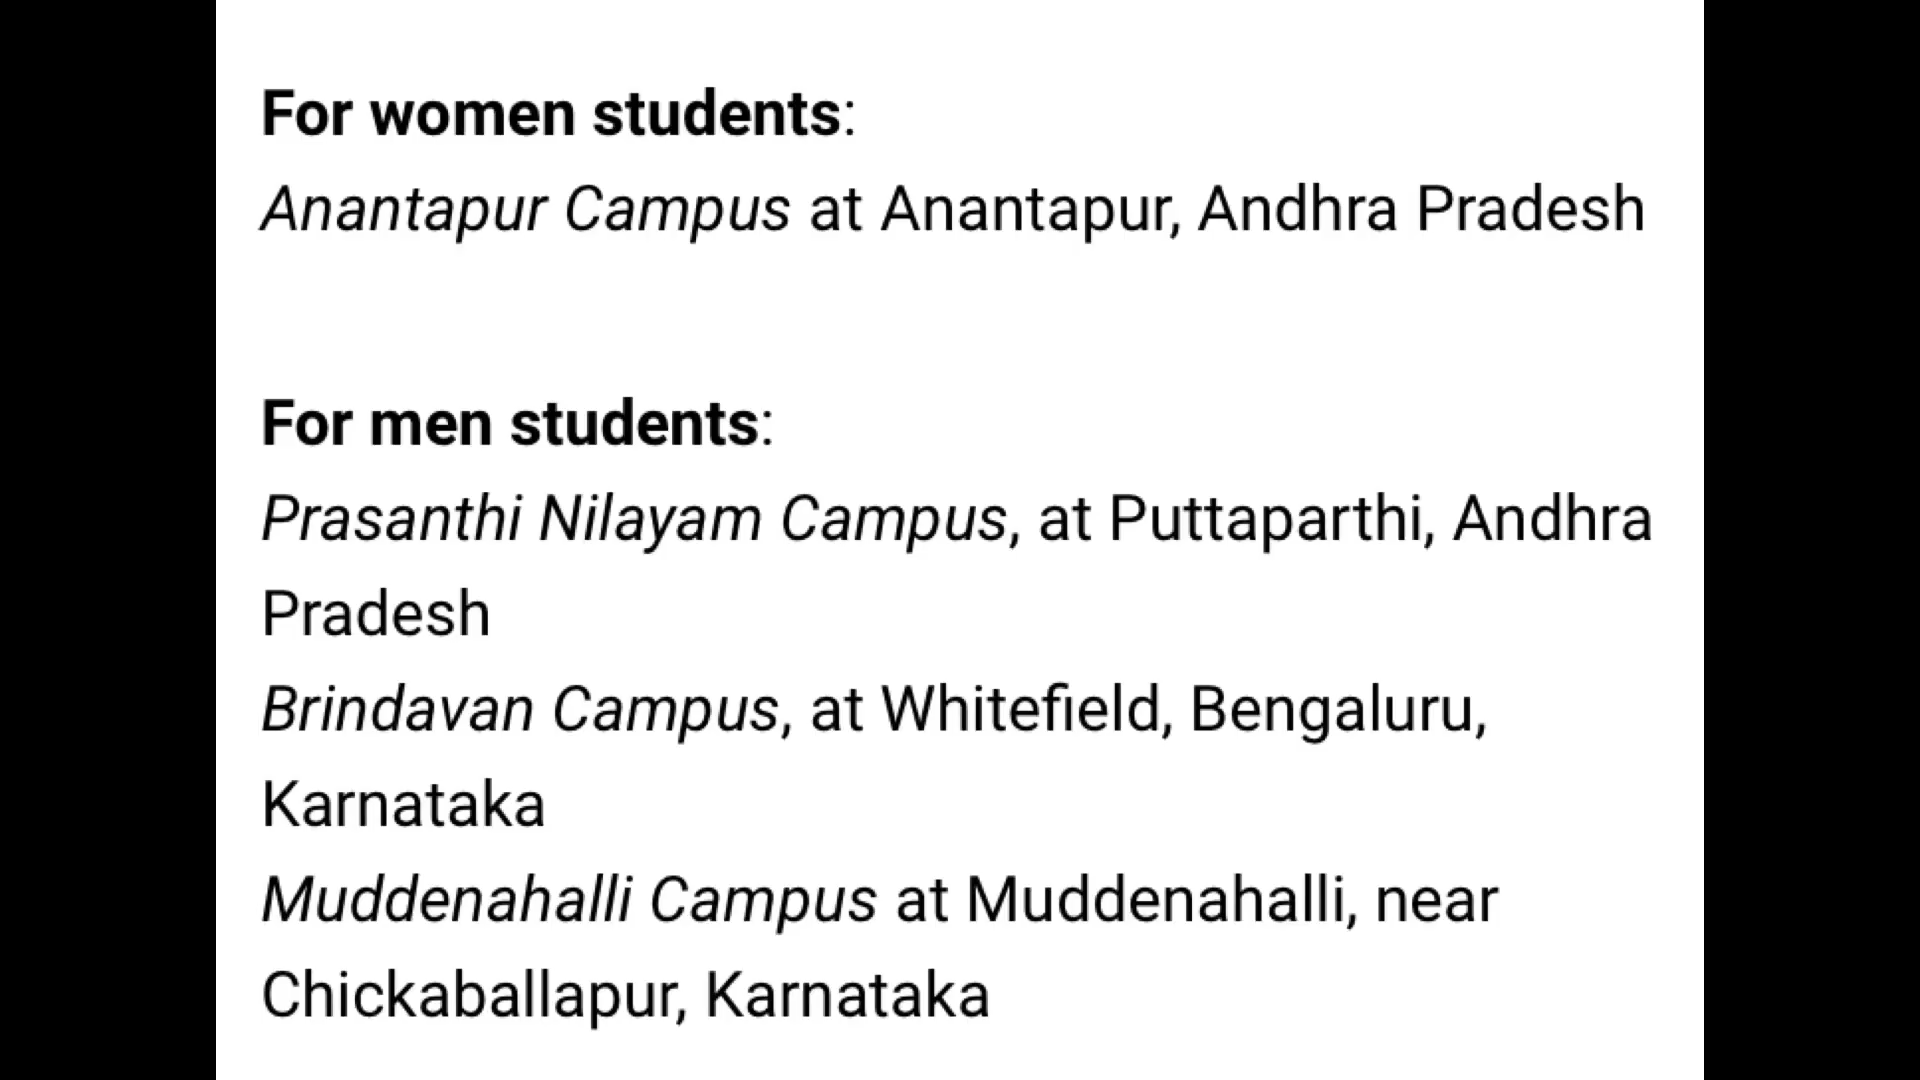 For women students:
Anantapur Campus at Anantapur, Andhra Pradesh
For men students:
Prasanthi Nilayam Campus, at Puttaparthi, Andhra
Pradesh
Brindavan Campus, at Whitefield, Bengaluru,
Karnataka
Muddenahalli Campus at Muddenahalli, near
Chickaballapur, Karnataka